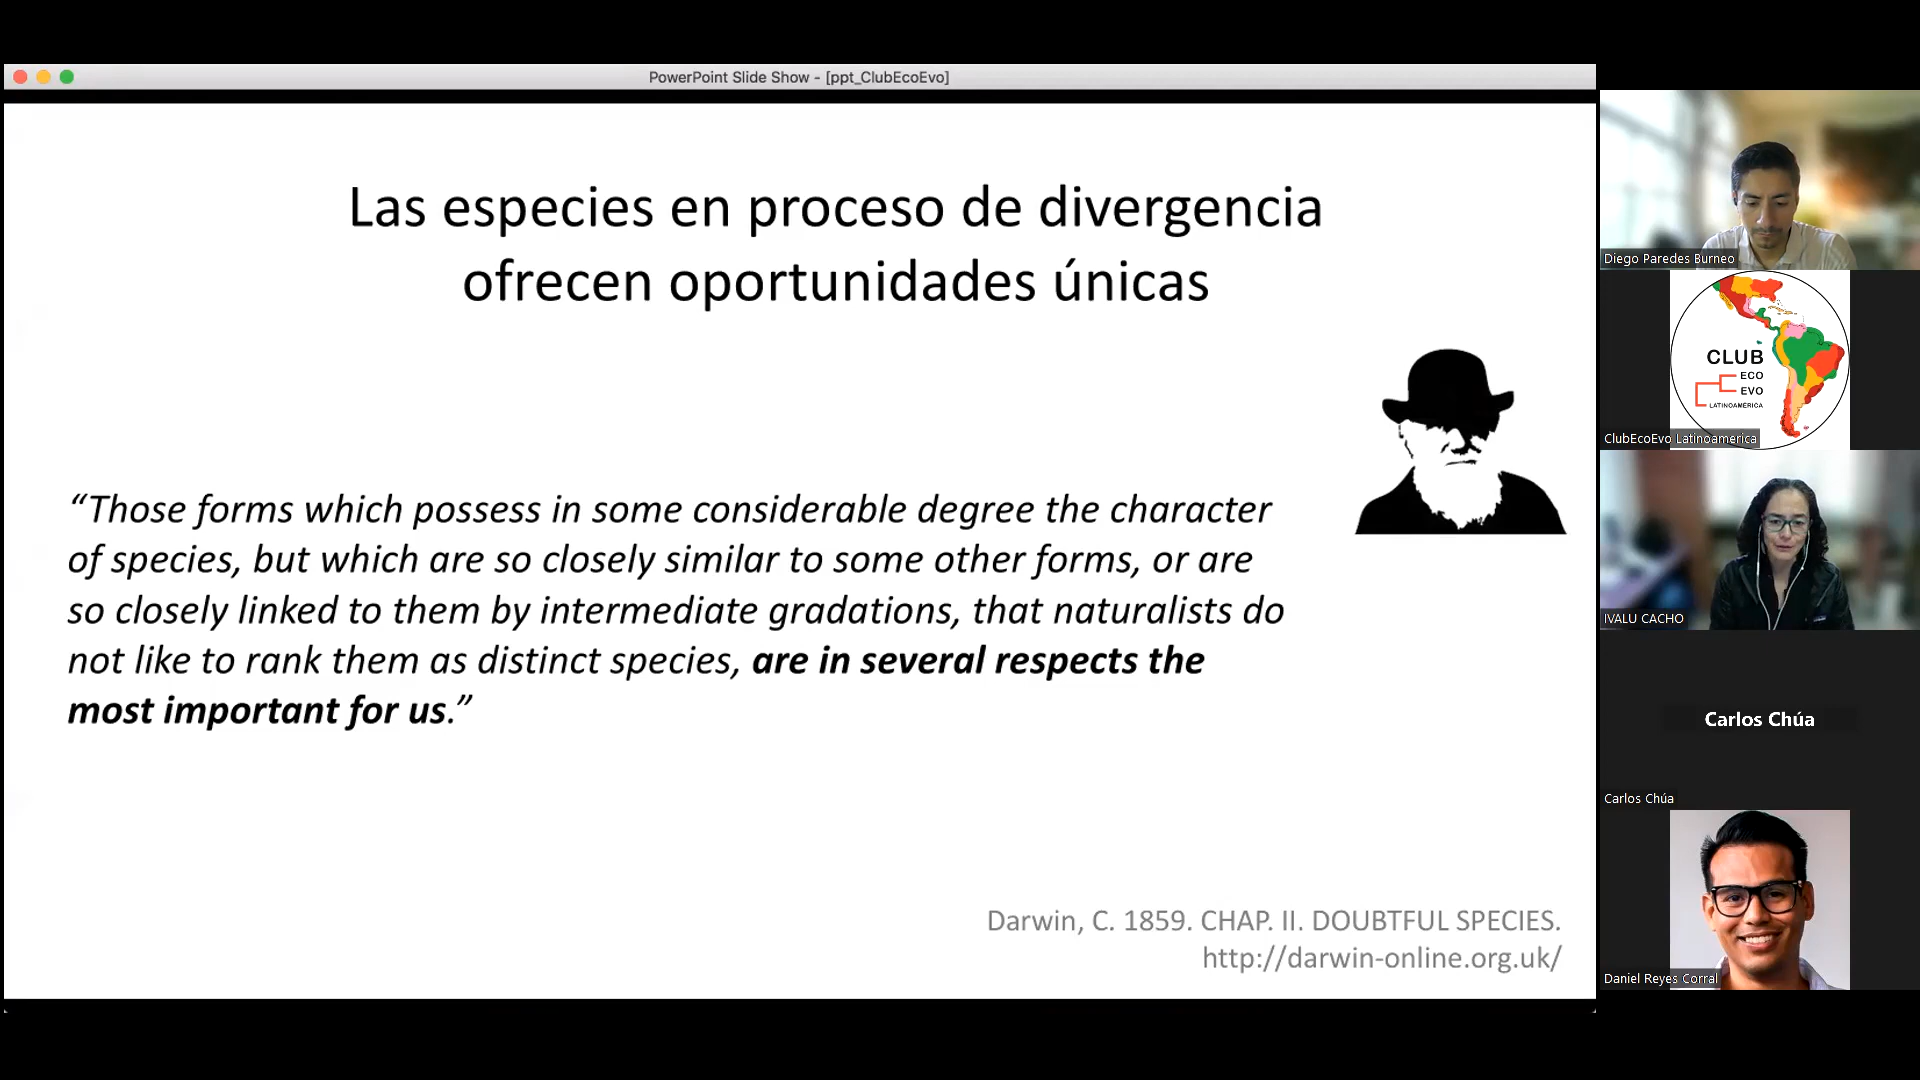 PowerPoint Slide Show - [ppt_ClubEcoEvo]
Las especies en proceso de divergencia
ofrecen oportunidades únicas
“Those forms which possess in some considerable degree the character
of species, but which are so closely similar to some other forms, or are
so closely linked to them by intermediate gradations, that naturalists do
not like to rank them as distinct species, are in several respects the
most important for us.”
Darwin, C. 1859. CHAP. II. DOUBTFUL SPECIES.
http://darwin-online.org.uk/
Diego Paredes Burneo
CLUB
ECO
EVO
LATINOAMÉRICA
ClubEcoEvo Latinoamerica
IVALU CACHO
Carlos Chúa
Carlos Chúa
Daniel Reyes Corral